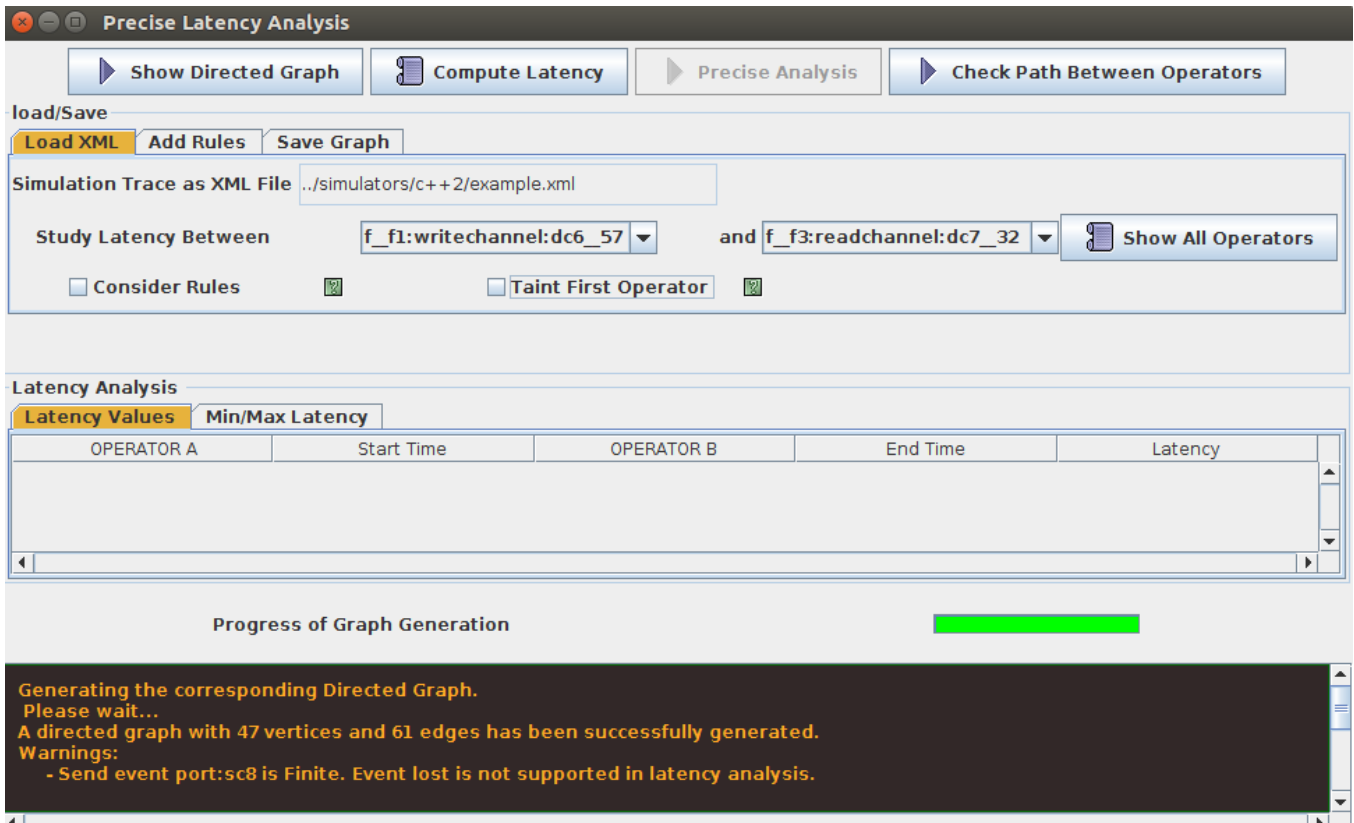 Precise Latency Analysis
Show Directed Graph Compute Latency Precise Analysis Check Path Between Operators
load/Save
Load XML Add Rules Save Graph
Simulation Trace as XML File ../simulators/c++2/example.xml
Study Latency Between f__f1:writechannel:dc6__57 and f__f3:readchannel:dc7__32 Show All Operators
Consider Rules ? Taint First Operator ?
Latency Analysis
Latency Values Min/Max Latency
OPERATOR A Start Time OPERATOR B End Time Latency
Progress of Graph Generation
Generating the corresponding Directed Graph.
Please wait...
A directed graph with 47 vertices and 61 edges has been successfully generated.
Warnings:
- Send event port:sc8 is Finite. Event lost is not supported in latency analysis.